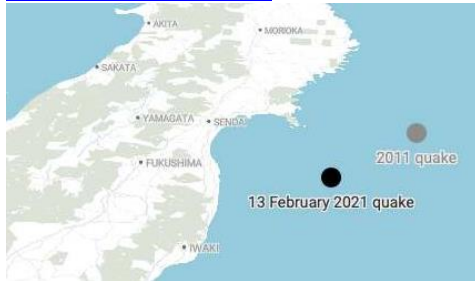 AKITA
MORIOKA
SAKATA
YAMAGATA
SENDAI
2011 quake
FUKUSHIMA
13 February 2021 quake
IWAKI